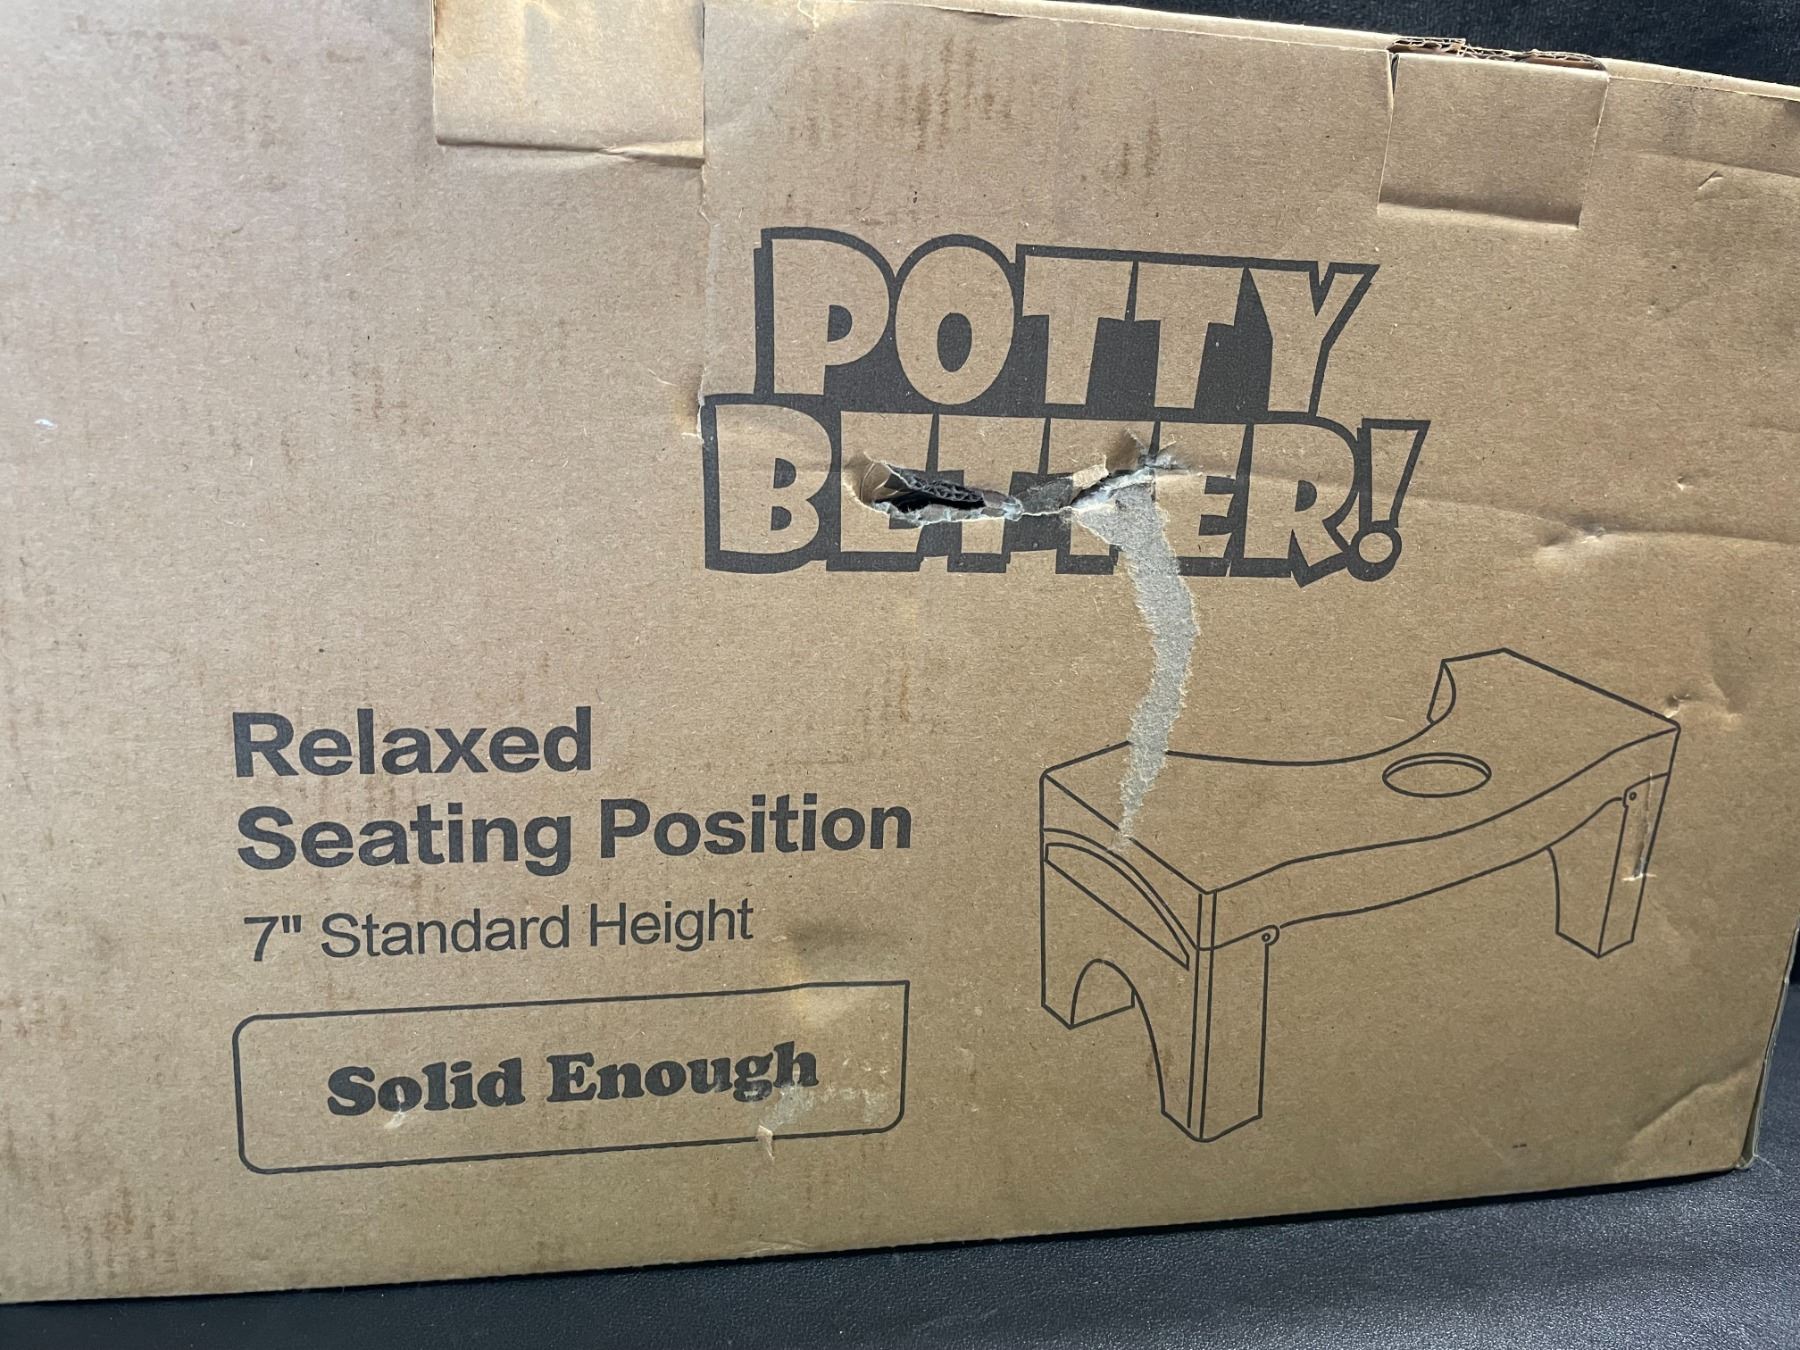 POTTY
BETTER!
Relaxed
Seating Position
7" Standard Height
Solid Enough